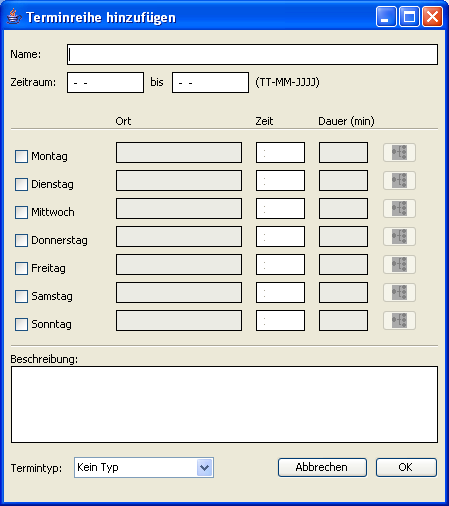 Terminreihe hinzufügen
Name:
Zeitraum: - - bis - - (TT-MM-JJJJ)
Ort Zeit Dauer (min)
Montag :
Dienstag :
Mittwoch :
Donnerstag :
Freitag :
Samstag :
Sonntag :
Beschreibung:
Termintyp: Kein Typ Abbrechen OK